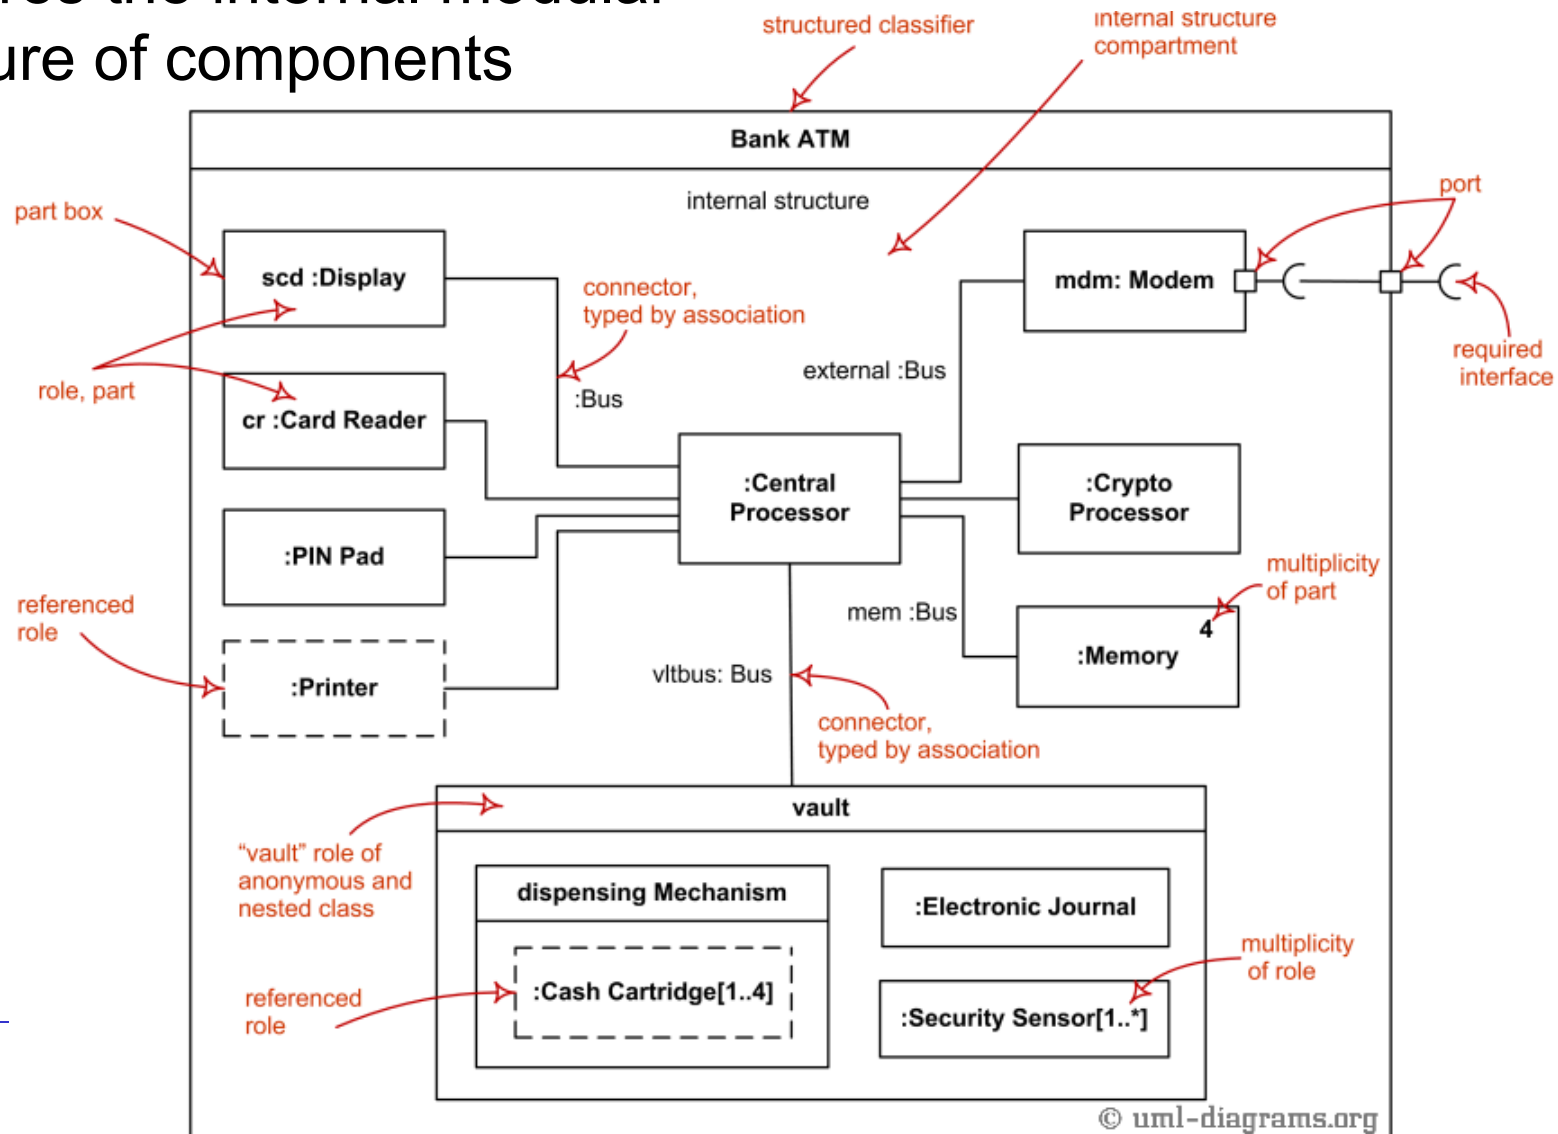 ure of components
structured classifier
internal structure
compartment
Bank ATM
internal structure
port
part box
scd :Display
mdm: Modem
connector,
typed by association
required
interface
role, part
external :Bus
:Bus
cr :Card Reader
:Central
Processor
:Crypto
Processor
:PIN Pad
multiplicity
of part
referenced
role
mem :Bus
4
:Memory
:Printer
vltbus: Bus
connector,
typed by association
vault
“vault” role of
anonymous and
nested class
dispensing Mechanism
:Electronic Journal
multiplicity
of role
:Cash Cartridge[1..4]
referenced
role
:Security Sensor[1..*]
© uml-diagrams.org